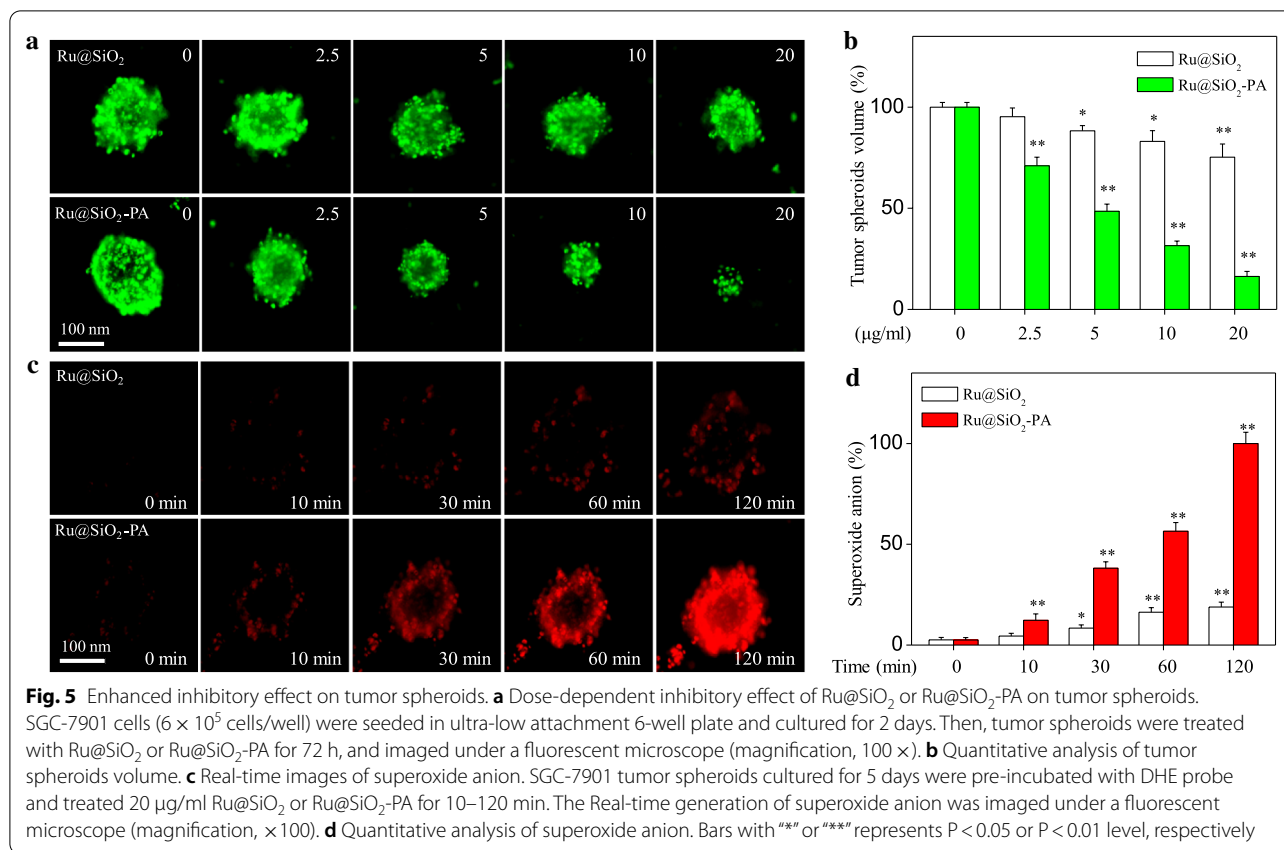 a
Ru@SiO₂ 0 2.5 5 10 20
Ru@SiO₂-PA 0 2.5 5 10 20
100 nm
b
Ru@SiO₂
Ru@SiO₂-PA
Tumor spheroids volume (%)
100
50
0
** * ** * ** ** ** **
(μg/ml) 0 2.5 5 10 20
c
Ru@SiO₂
0 min 10 min 30 min 60 min 120 min
Ru@SiO₂-PA
100 nm
0 min 10 min 30 min 60 min 120 min
d
Ru@SiO₂
Ru@SiO₂-PA
Superoxide anion (%)
100
50
0
** * ** ** ** ** **
Time (min) 0 10 30 60 120
Fig. 5 Enhanced inhibitory effect on tumor spheroids. a Dose-dependent inhibitory effect of Ru@SiO₂ or Ru@SiO₂-PA on tumor spheroids.
SGC-7901 cells (6 × 10⁵ cells/well) were seeded in ultra-low attachment 6-well plate and cultured for 2 days. Then, tumor spheroids were treated
with Ru@SiO₂ or Ru@SiO₂-PA for 72 h, and imaged under a fluorescent microscope (magnification, 100 ×). b Quantitative analysis of tumor
spheroids volume. c Real-time images of superoxide anion. SGC-7901 tumor spheroids cultured for 5 days were pre-incubated with DHE probe
and treated 20 μg/ml Ru@SiO₂ or Ru@SiO₂-PA for 10–120 min. The Real-time generation of superoxide anion was imaged under a fluorescent
microscope (magnification, ×100). d Quantitative analysis of superoxide anion. Bars with “*” or “**” represents P < 0.05 or P < 0.01 level, respectively